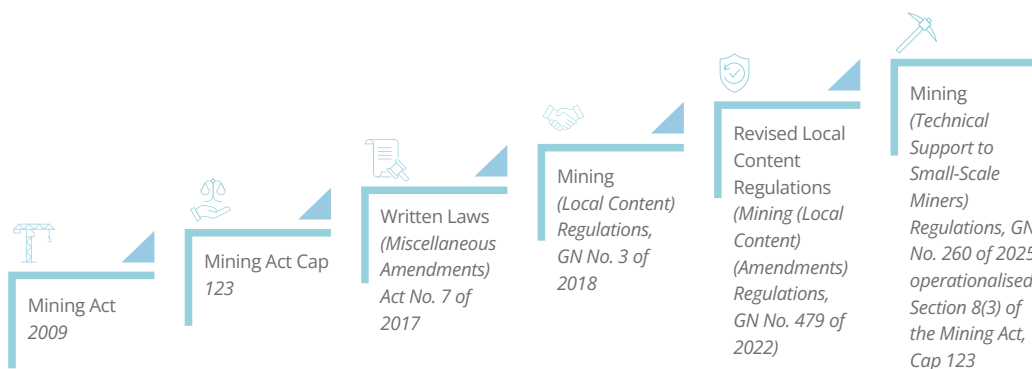 Mining Act
2009
Mining Act Cap
123
Written Laws
(Miscellaneous
Amendments)
Act No. 7 of
2017
Mining
(Local Content)
Regulations,
GN No. 3 of
2018
Revised Local
Content
Regulations
(Mining (Local
Content)
(Amendments)
Regulations,
GN No. 479 of
2022)
Mining
(Technical
Support to
Small-Scale
Miners)
Regulations, GN
No. 260 of 2025
operationalised
Section 8(3) of
the Mining Act,
Cap 123